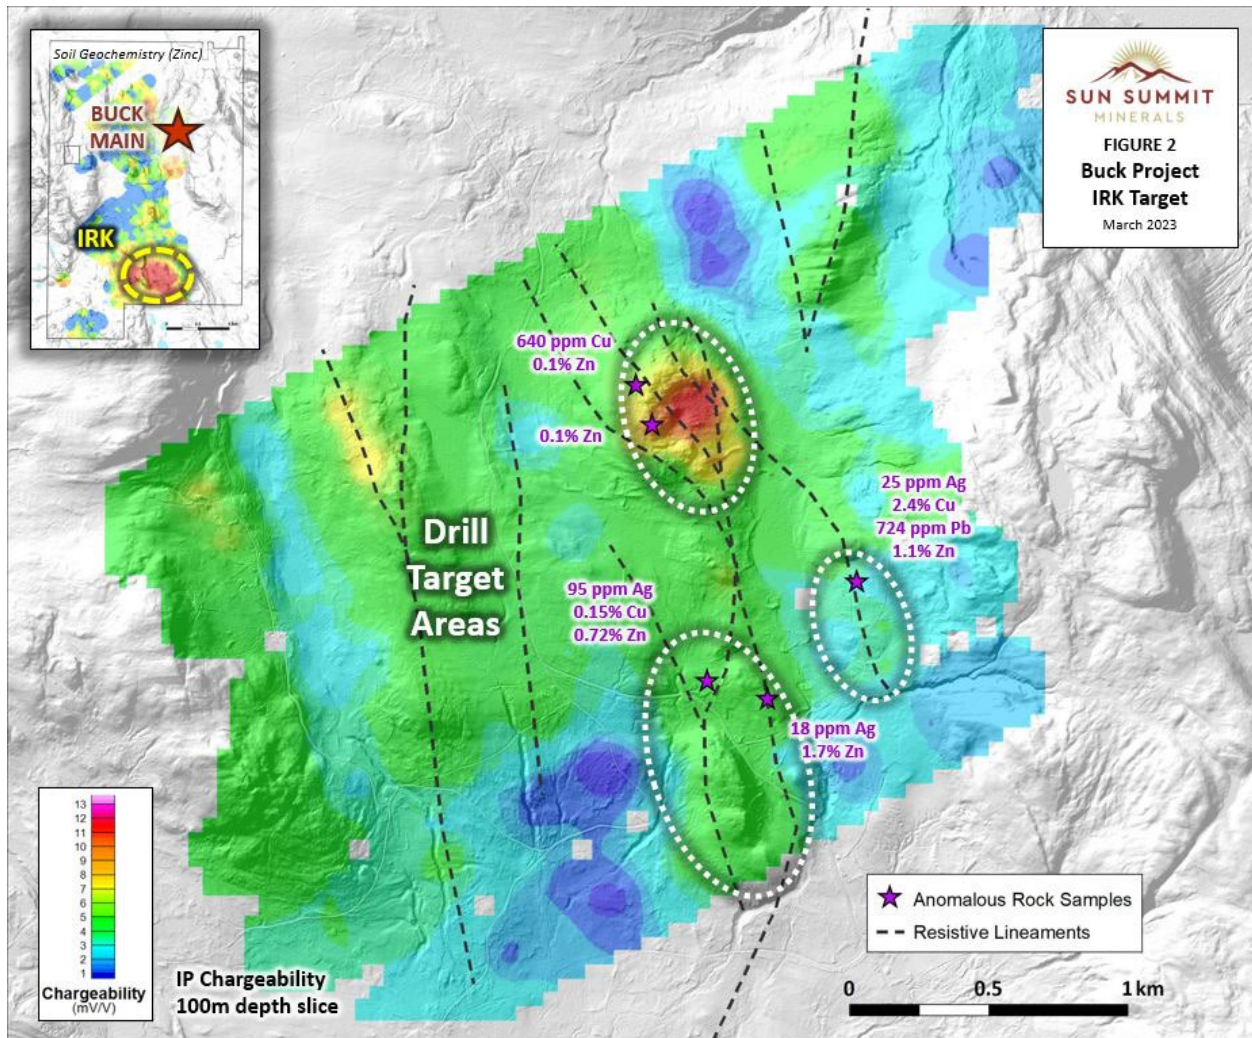 Soil Geochemistry (Zinc)
BUCK
MAIN
IRK
SUN SUMMIT
MINERALS
FIGURE 2
Buck Project
IRK Target
March 2023
640 ppm Cu
0.1% Zn
0.1% Zn
25 ppm Ag
2.4% Cu
724 ppm Pb
1.1% Zn
Drill
Target
Areas
95 ppm Ag
0.15% Cu
0.72% Zn
18 ppm Ag
1.7% Zn
13
12
11
10
9
8
7
6
5
4
3
2
1
Chargeability
(mV/V)
IP Chargeability
100m depth slice
Anomalous Rock Samples
Resistive Lineaments
0 0.5 1 km